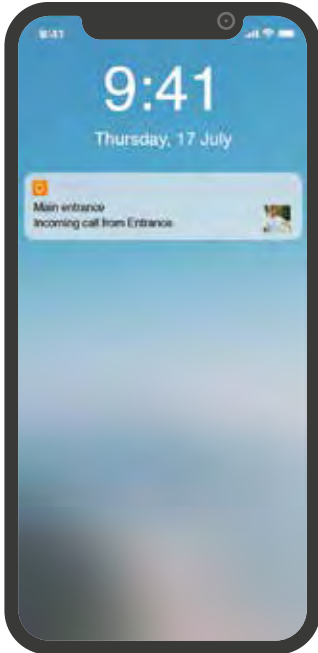 9:41
9:41
Thursday, 17 July
Main entrance
Incoming call from Entrance